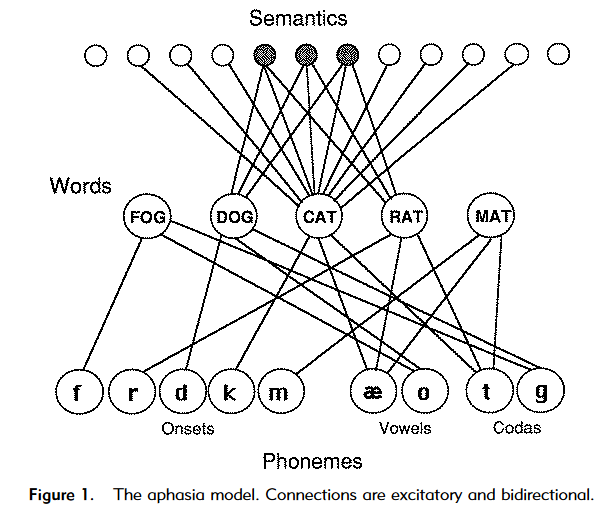 Semantics
Words
FOG DOG CAT RAT MAT
f r d k m æ o t g
Onsets Vowels Codas
Phonemes
Figure 1. The aphasia model. Connections are excitatory and bidirectional.